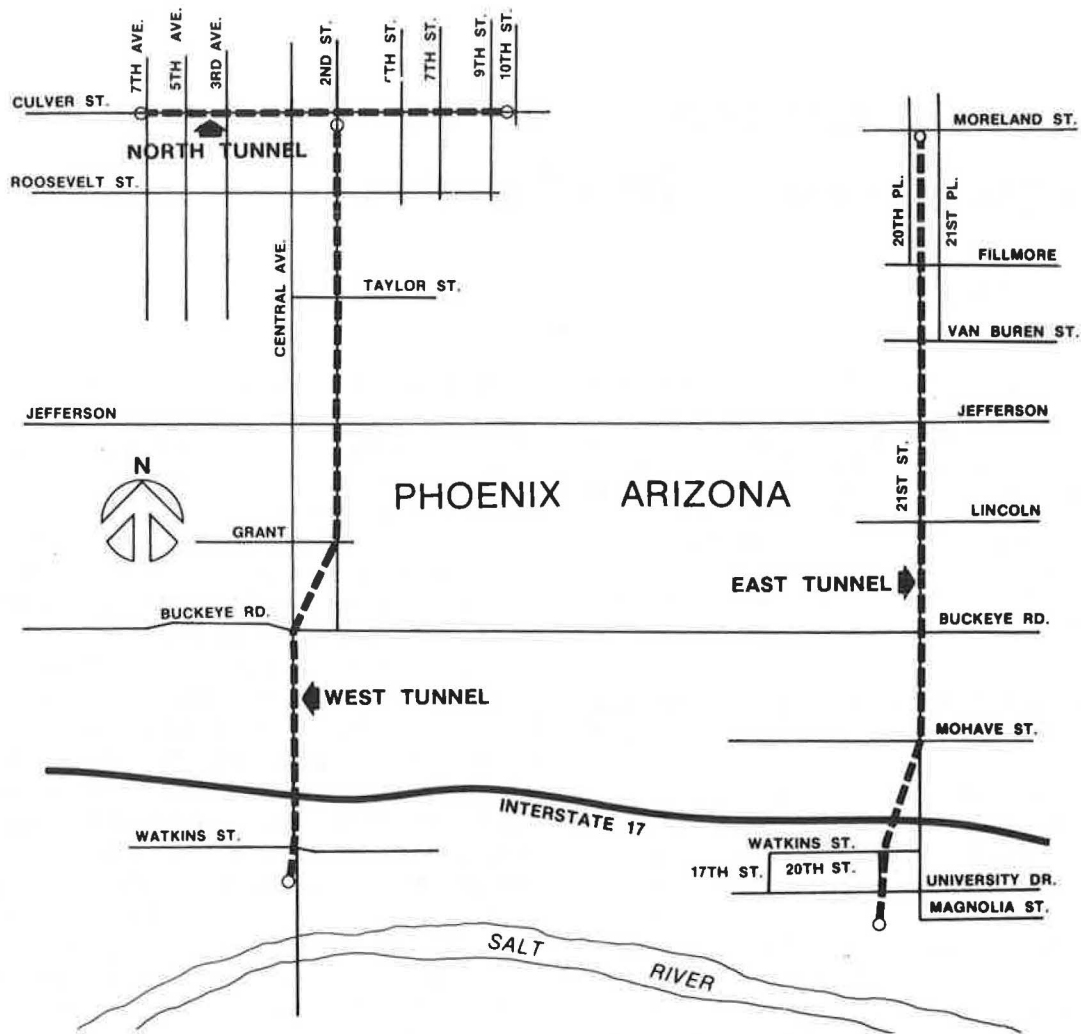 7TH AVE.
5TH AVE.
3RD AVE.
2ND ST.
7TH ST.
9TH ST.
10TH ST.
CULVER ST.
MORELAND ST.
NORTH TUNNEL
ROOSEVELT ST.
20TH PL.
21ST PL.
CENTRAL AVE.
FILLMORE
TAYLOR ST.
VAN BUREN ST.
JEFFERSON
JEFFERSON
N
PHOENIX ARIZONA
21ST ST.
LINCOLN
GRANT
EAST TUNNEL
BUCKEYE RD.
BUCKEYE RD.
WEST TUNNEL
MOHAVE ST.
INTERSTATE 17
WATKINS ST.
WATKINS ST.
17TH ST.
20TH ST.
UNIVERSITY DR.
MAGNOLIA ST.
SALT
RIVER